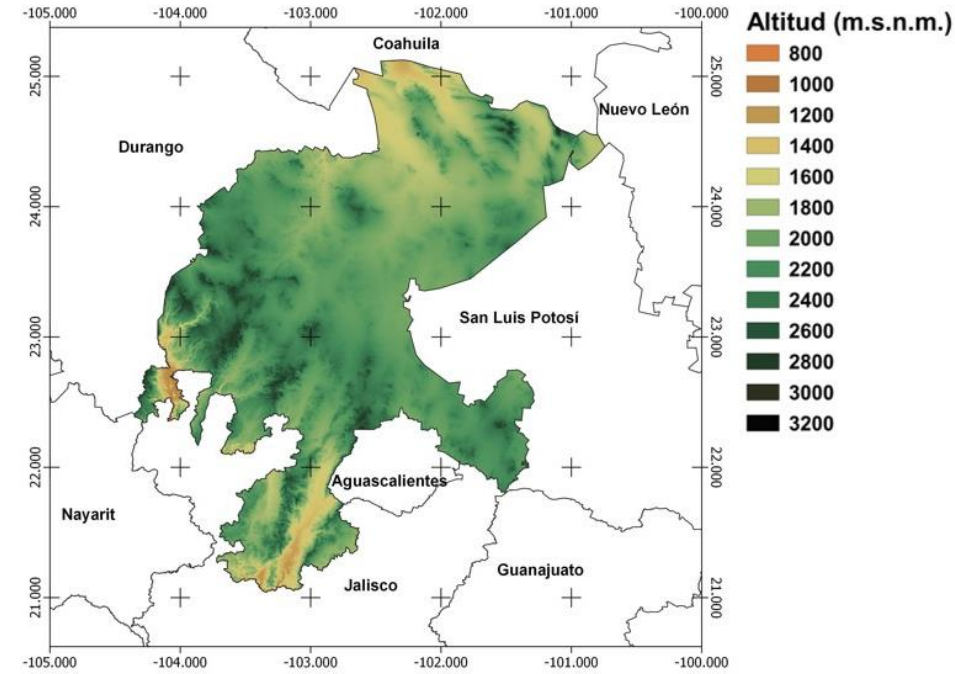 -105.000 -104.000 -103.000 -102.000 -101.000 -100.000
Altitud (m.s.n.m.)
800
1000
1200
1400
1600
1800
2000
2200
2400
2600
2800
3000
3200
Coahuila
25.000 25.000
Nuevo León
Durango
24.000 24.000
San Luis Potosí
23.000 23.000
22.000 22.000
Aguascalientes
Nayarit
Guanajuato
Jalisco
21.000 21.000
-105.000 -104.000 -103.000 -102.000 -101.000 -100.000